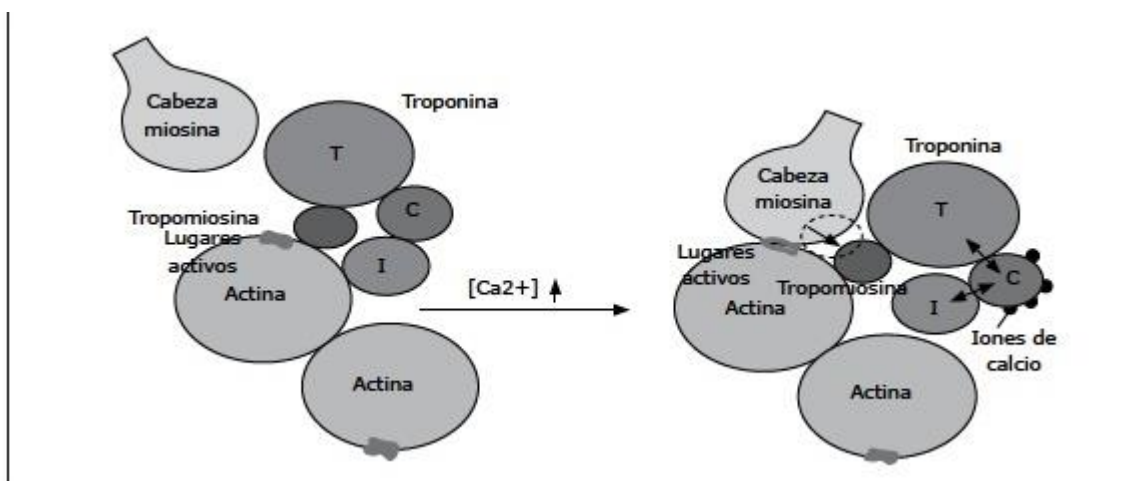 Cabeza
miosina
Troponina
T
C
Tropomiosina
Lugares
activos
I
Actina
Actina
[Ca2+]
Troponina
Cabeza
miosina
T
Lugares
activos
Tropomiosina
C
I
Actina
Iones de
calcio
Actina